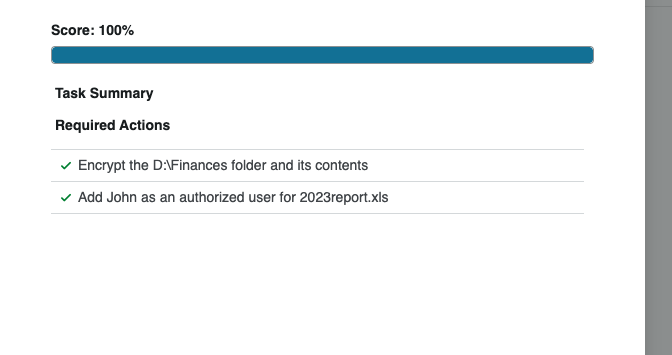 Score: 100%
Task Summary
Required Actions
Encrypt the D:\Finances folder and its contents
Add John as an authorized user for 2023report.xls